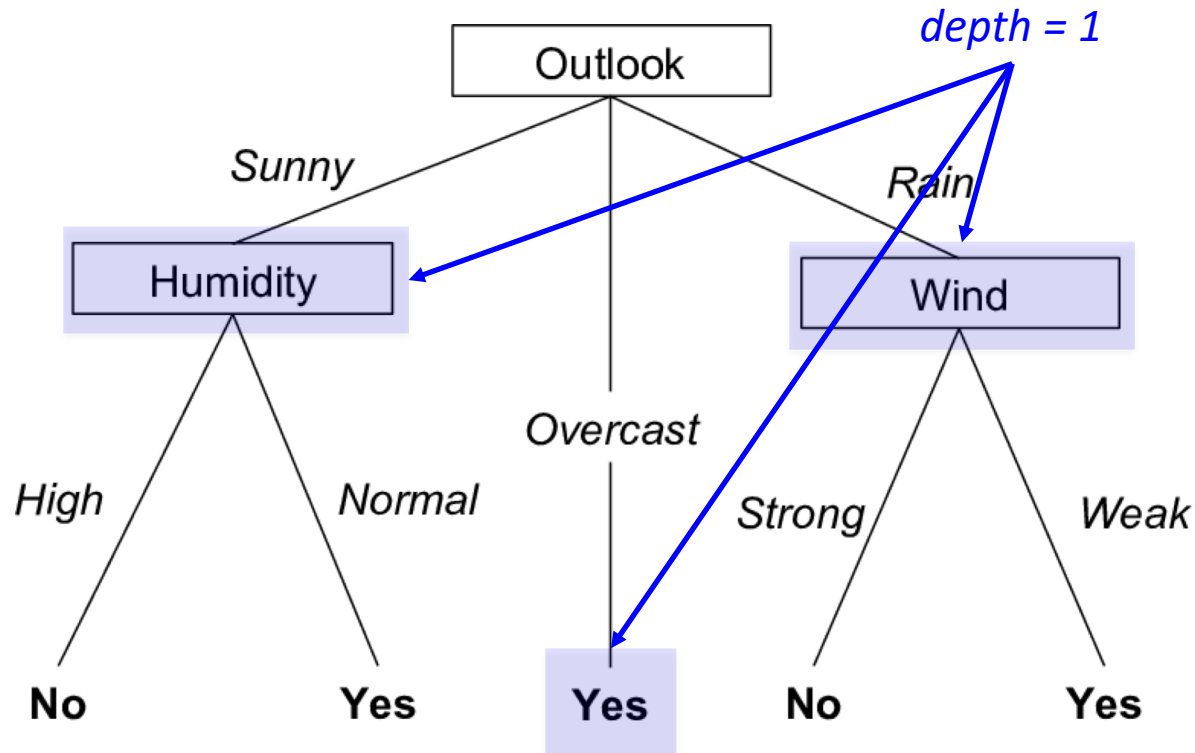 depth = 1
Outlook
Sunny
Rain
Humidity
Wind
Overcast
High
Normal
Strong
Weak
No
Yes
Yes
No
Yes